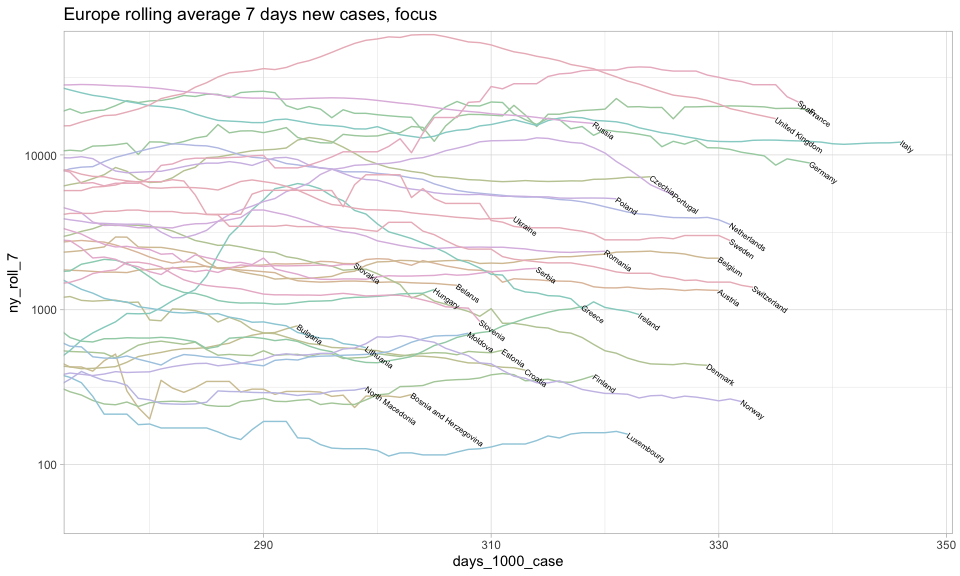 Europe rolling average 7 days new cases, focus
ny_roll_7
10000
1000
100
Spain
France
United Kingdom
Russia
Italy
Germany
Czechia
Portugal
Poland
Ukraine
Netherlands
Sweden
Romania
Belgium
Slovakia
Serbia
Switzerland
Belarus
Hungary
Austria
Greece
Ireland
Slovenia
Bulgaria
Moldova
Lithuania
Estonia
Croatia
Denmark
Finland
North Macedonia
Bosnia and Herzegovina
Norway
Luxembourg
290
310
330
350
days_1000_case